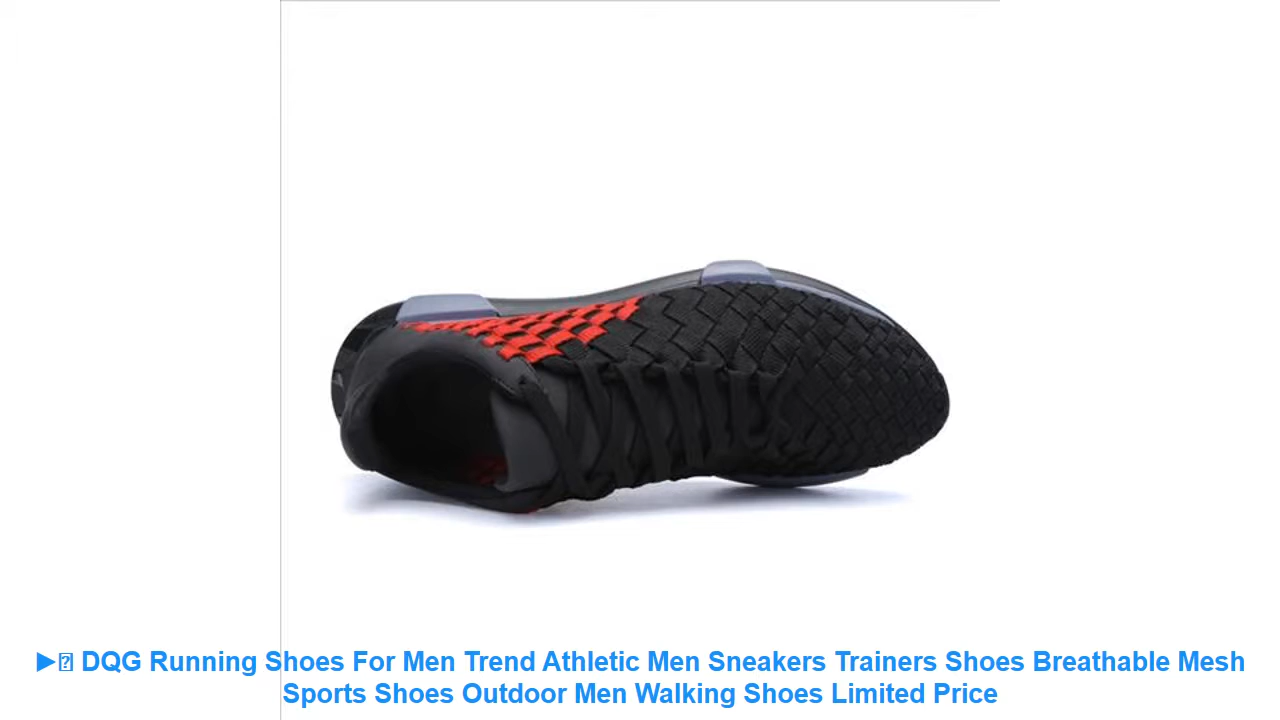 ►⍰ DQG Running Shoes For Men Trend Athletic Men Sneakers Trainers Shoes Breathable Mesh
Sports Shoes Outdoor Men Walking Shoes Limited Price